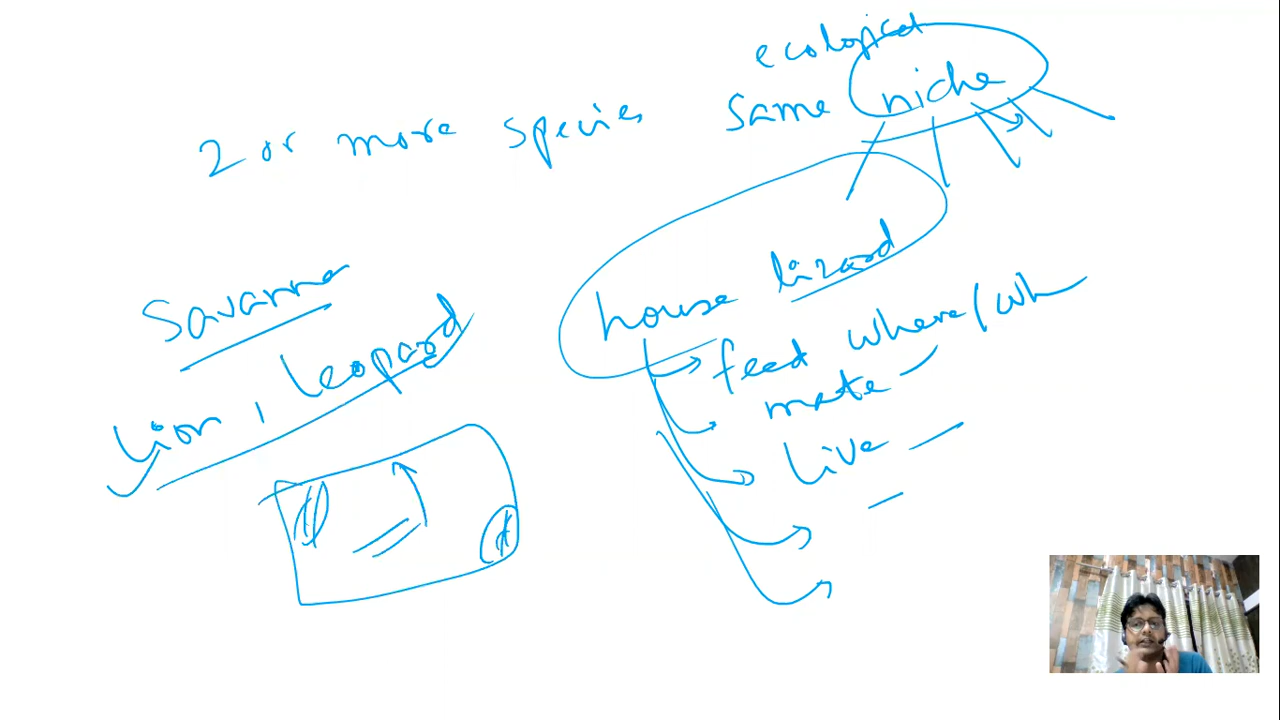 ecological
2 or more species same niche
house lizard
feed where/wh
mate
live
Savanna
Lion, Leopard